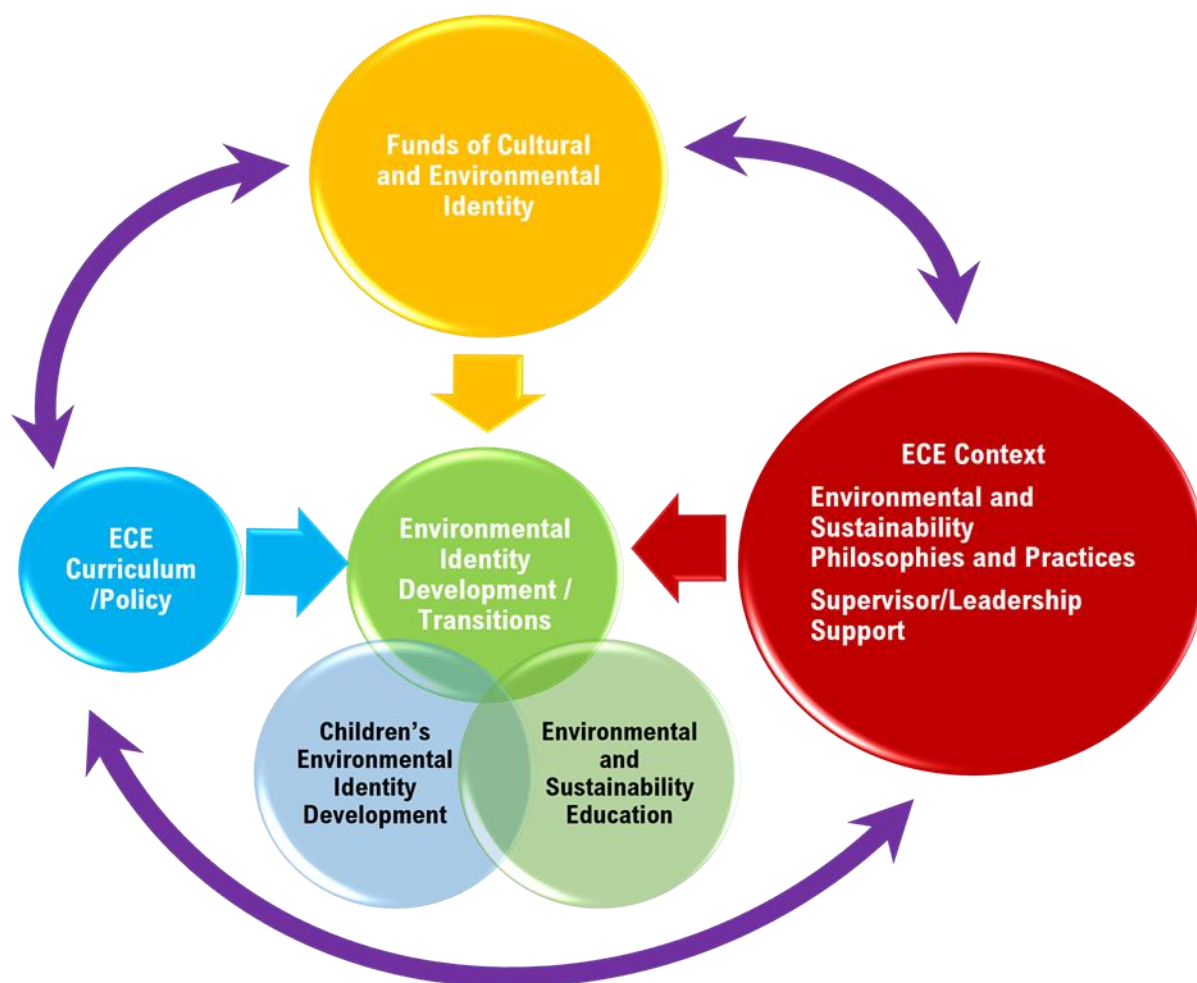 Funds of Cultural
and Environmental
Identity
ECE Context
Environmental and
Sustainability
Philosophies and Practices
Supervisor/Leadership
Support
ECE
Curriculum
/Policy
Environmental
Identity
Development /
Transitions
Children’s
Environmental
Identity
Development
Environmental
and
Sustainability
Education